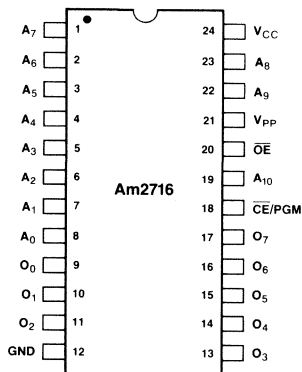 A7 1 24 VCC
A6 2 23 A8
A5 3 22 A9
A4 4 21 VPP
A3 5 20 O̅E̅
A2 6 19 A10
Am2716
A1 7 18 C̅E̅/PGM
A0 8 17 O7
O0 9 16 O6
O1 10 15 O5
O2 11 14 O4
GND 12 13 O3